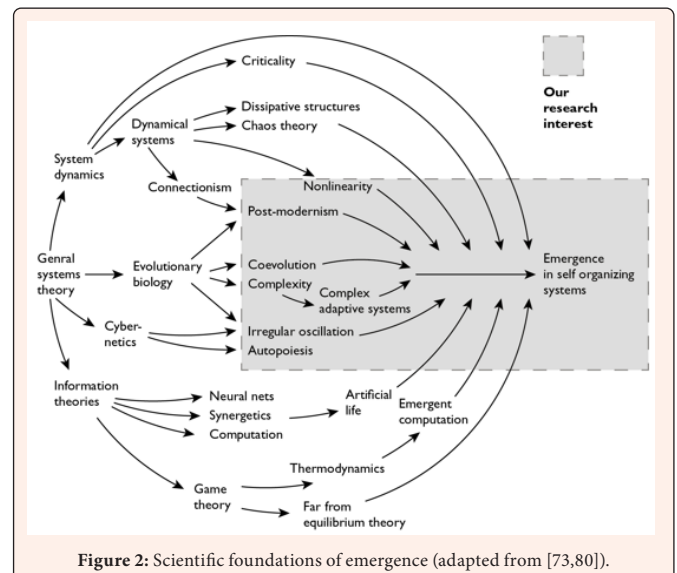 Criticality
Our
research
interest
Dissipative structures
Chaos theory
Dynamical
systems
System
dynamics
Connectionism
Nonlinearity
Post-modernism
Genral
systems
theory
Evolutionary
biology
Coevolution
Complexity
Complex
adaptive systems
Emergence
in self organizing
systems
Cyber-
netics
Irregular oscillation
Autopoiesis
Information
theories
Neural nets
Synergetics
Computation
Artificial
life
Emergent
computation
Thermodynamics
Game
theory
Far from
equilibrium theory
Figure 2: Scientific foundations of emergence (adapted from [73,80]).